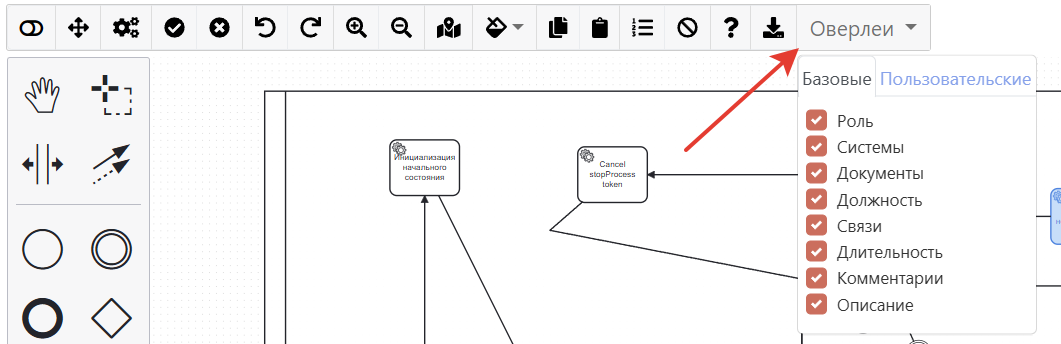 Оверлеи
Базовые Пользовательские
Роль
Системы
Документы
Должность
Связи
Длительность
Комментарии
Описание
Инициализация
начального
состояния
Cancel
stopProcess
token